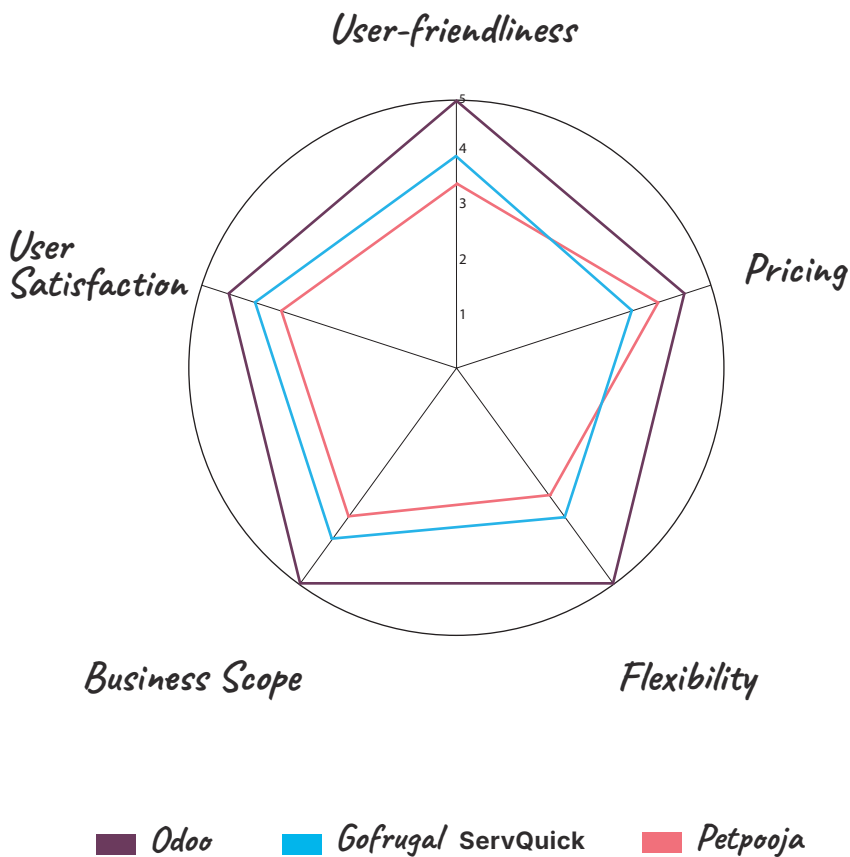 User-friendliness
5
4
3
2
1
User
Satisfaction
Pricing
Business Scope
Flexibility
Odoo
Gofrugal ServQuick
Petpooja